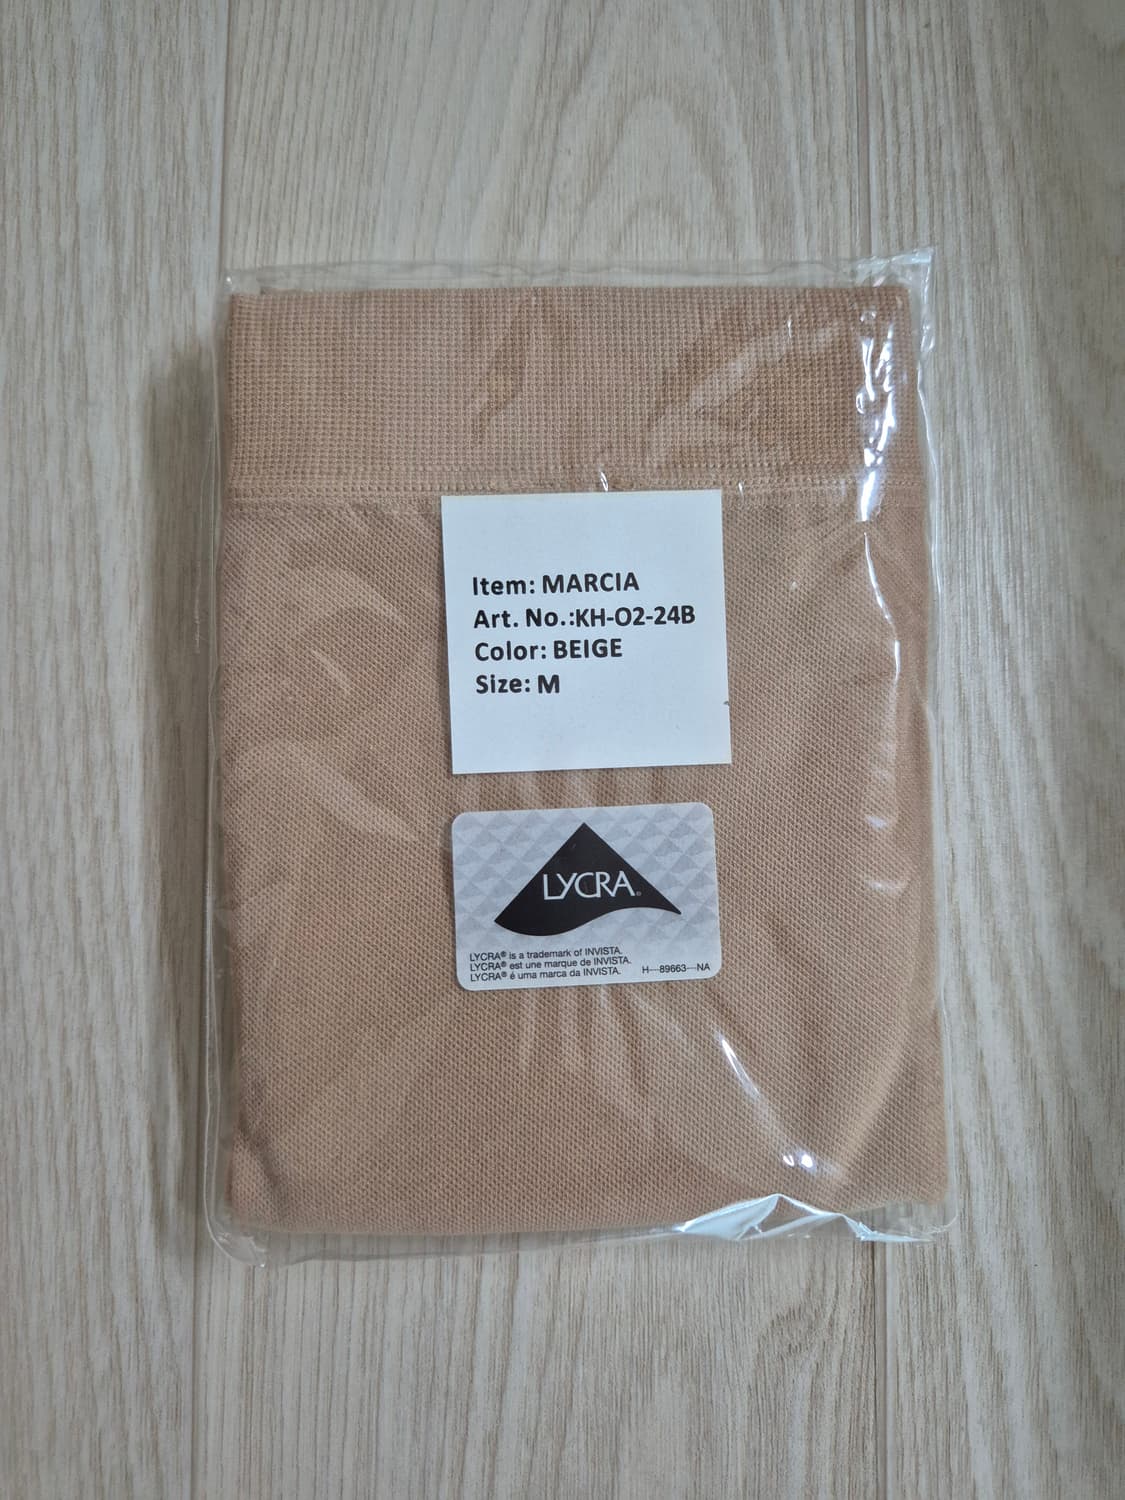 Item: MARCIA
Art. No.:KH-O2-24B
Color: BEIGE
Size: M
LYCRA®
LYCRA® is a trademark of INVISTA.
LYCRA® est une marque de INVISTA.
LYCRA® é uma marca da INVISTA. H---89663---NA